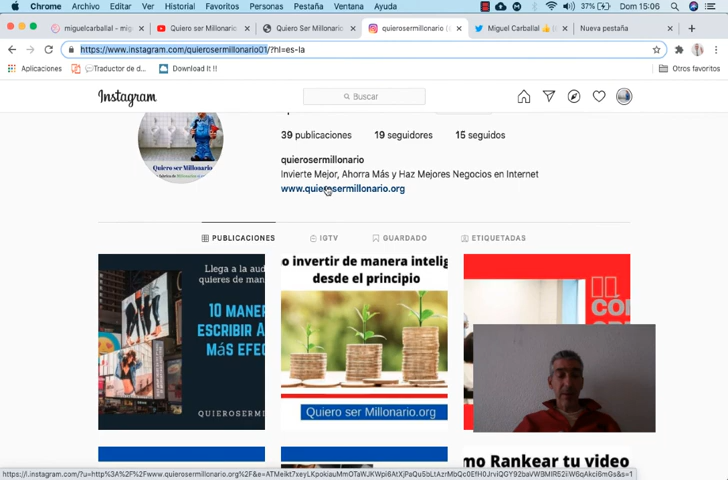 Chrome Archivo Editar Ver Historial Favoritos Personas Pestaña Ventana Ayuda 37% Dom 15:06
miguelcarballal – mig Quiero ser Millonario Quiero Ser Millonario quierosermillonario ( Miguel Carballal Nueva pestaña
https://www.instagram.com/quierosermillonario01/?hl=es-la
Aplicaciones (Traductor d... Download It !! Otros favoritos
Instagram
Buscar
39 publicaciones 19 seguidores 15 seguidos
quierosermillonario
Invierte Mejor, Ahorra Más y Haz Mejores Negocios en Internet
www.quierosermillonario.org
Quiero ser Millonario
PUBLICACIONES IGTV GUARDADO ETIQUETADAS
Llega a la aud
quieres de man
10 MANER
ESCRIBIR A
MÁS EFEC
QUIEROSERMI
o invertir de manera intelig
desde el principio
Quiero ser Millonario.org
mo Rankear tu video